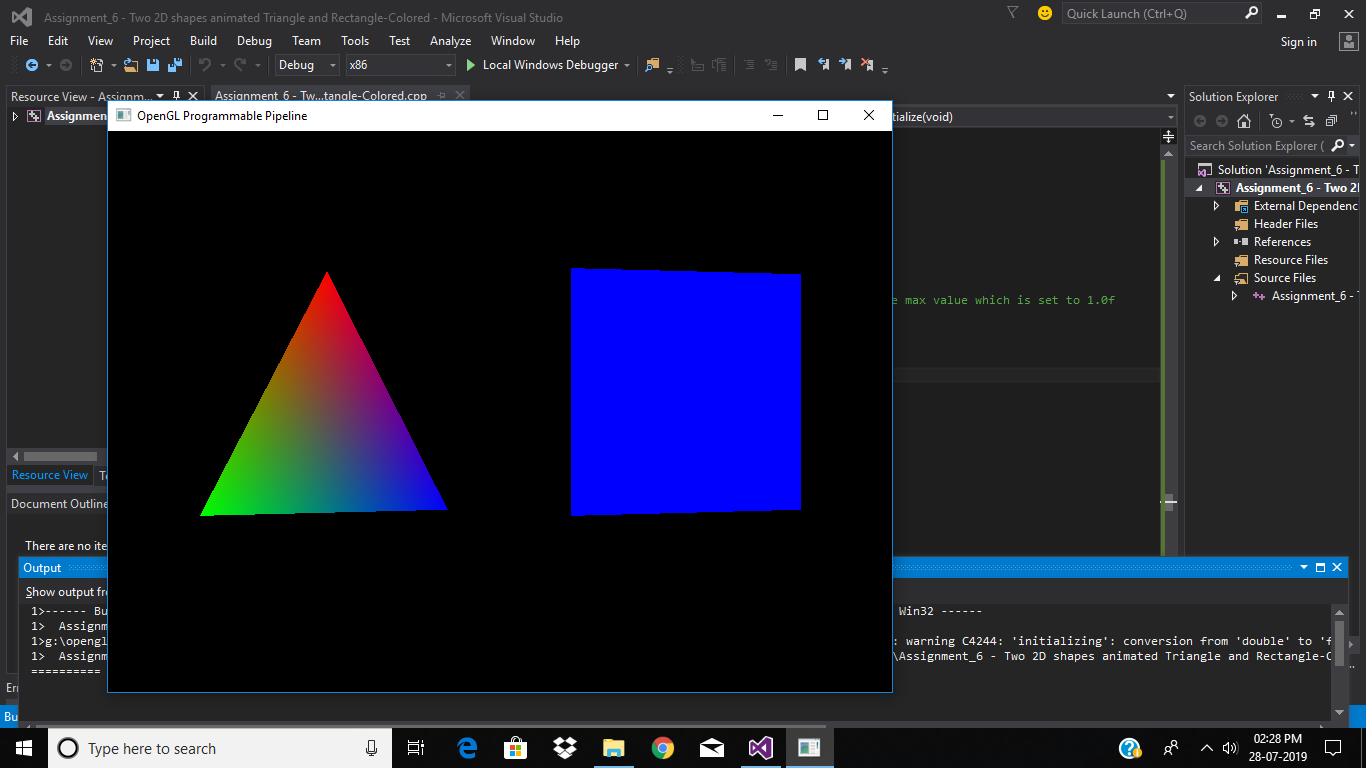 Assignment_6 - Two 2D shapes animated Triangle and Rectangle-Colored - Microsoft Visual Studio
Quick Launch (Ctrl+Q)
File Edit View Project Build Debug Team Tools Test Analyze Window Help
Sign in
Debug x86 Local Windows Debugger
Resource View - Assignm...
Assignment_6 - Tw...tangle-Colored.cpp
Solution Explorer
Assignment
OpenGL Programmable Pipeline
tialize(void)
Search Solution Explorer (
Solution 'Assignment_6 - T
Assignment_6 - Two 2
External Dependenc
Header Files
References
Resource Files
Source Files
Assignment_6 -
e max value which is set to 1.0f
Resource View
Document Outline
There are no ite
Output
Show output fr
1>------ Bu
Win32 ------
1> Assignm
1>g:\opengl
: warning C4244: 'initializing': conversion from 'double' to 'f
1> Assignm
\Assignment_6 - Two 2D shapes animated Triangle and Rectangle-C
==========
Type here to search
02:28 PM
28-07-2019